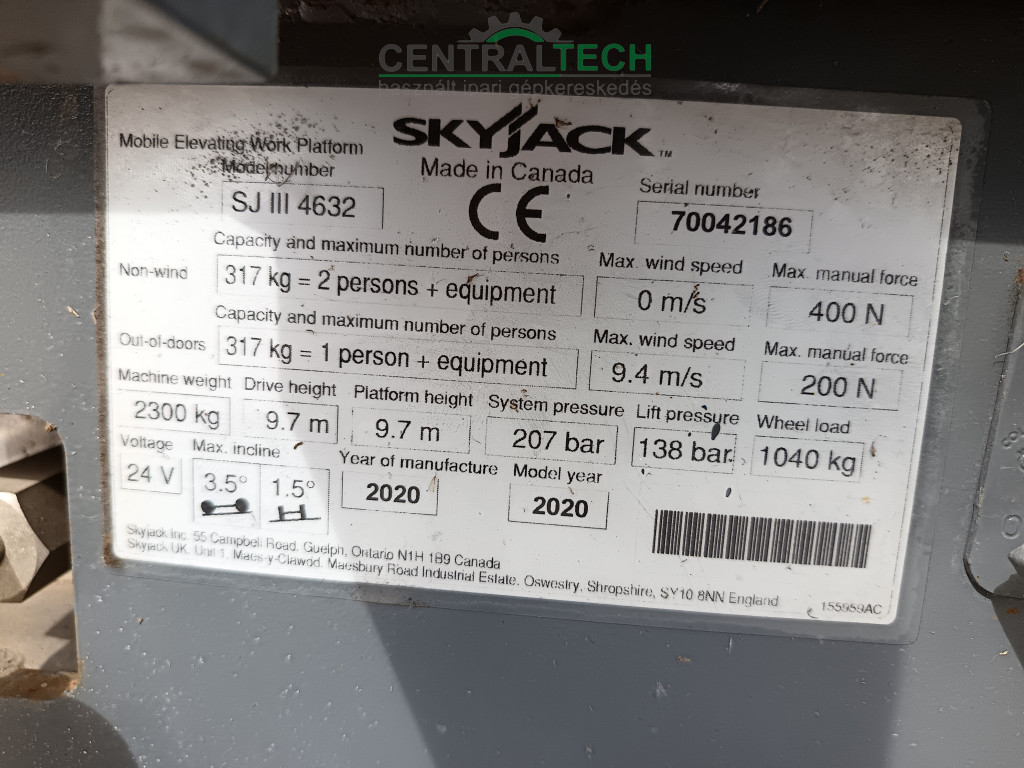 CENTRALTECH
használt ipari gépkereskedés
SKYJACK™
Mobile Elevating Work Platform
Made in Canada
Model number
SJ III 4632
CE
Serial number
70042186
Capacity and maximum number of persons
Max. wind speed
Max. manual force
Non-wind
317 kg = 2 persons + equipment
0 m/s
400 N
Capacity and maximum number of persons
Max. wind speed
Max. manual force
Out-of-doors
317 kg = 1 person + equipment
9.4 m/s
200 N
Machine weight Drive height Platform height System pressure Lift pressure Wheel load
2300 kg 9.7 m 9.7 m 207 bar 138 bar 1040 kg
Voltage Max. incline Year of manufacture Model year
24 V 3.5° 1.5° 2020 2020
Skyjack Inc. 55 Campbell Road, Guelph, Ontario N1H 1B9 Canada
Skyjack UK. Unit 1, Maes-y-Clawdd, Maesbury Road Industrial Estate, Oswestry, Shropshire, SY10 8NN England
155959AC